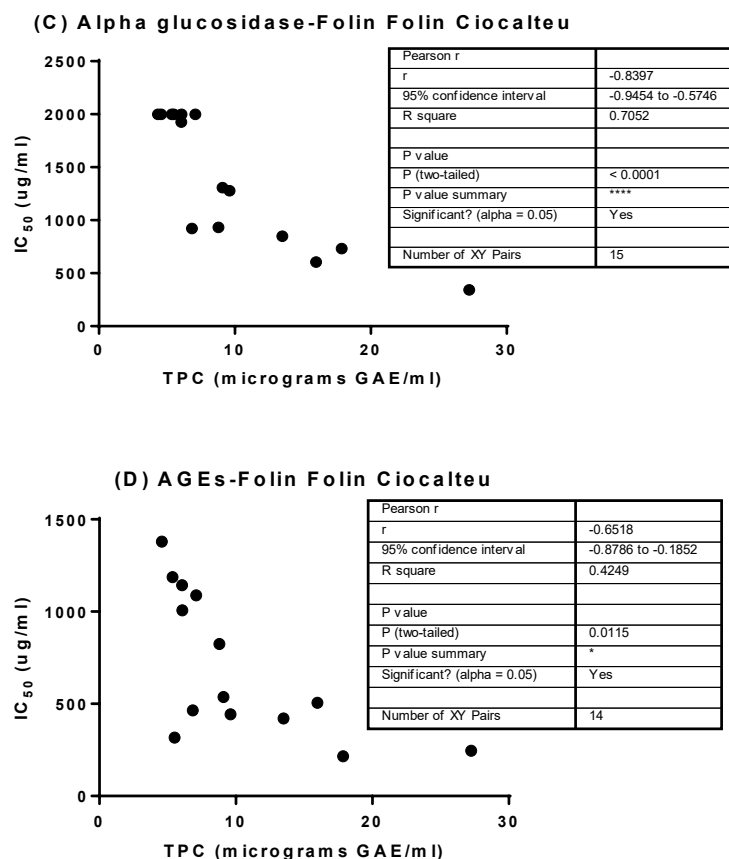 (C) Alpha glucosidase-Folin Folin Ciocalteu
Pearson r
r -0.8397
95% confidence interval -0.9454 to -0.5746
R square 0.7052
P value
P (two-tailed) < 0.0001
P value summary ****
Significant? (alpha = 0.05) Yes
Number of XY Pairs 15
IC50 (ug/ml)
2500
2000
1500
1000
500
0
0 10 20 30
TPC (micrograms GAE/ml)
(D) AGEs-Folin Folin Ciocalteu
Pearson r
r -0.6518
95% confidence interval -0.8786 to -0.1852
R square 0.4249
P value
P (two-tailed) 0.0115
P value summary *
Significant? (alpha = 0.05) Yes
Number of XY Pairs 14
IC50 (ug/ml)
1500
1000
500
0
0 10 20 30
TPC (micrograms GAE/ml)